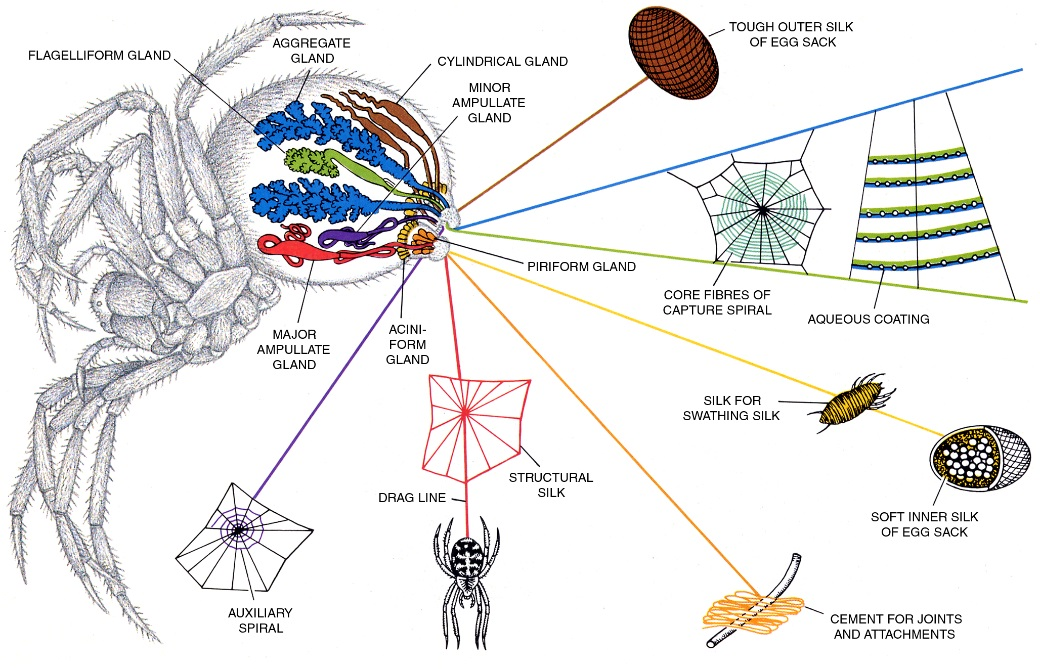 FLAGELLIFORM GLAND
AGGREGATE
GLAND
CYLINDRICAL GLAND
MINOR
AMPULLATE
GLAND
TOUGH OUTER SILK
OF EGG SACK
PIRIFORM GLAND
CORE FIBRES OF
CAPTURE SPIRAL
AQUEOUS COATING
MAJOR
AMPULLATE
GLAND
ACINI-
FORM
GLAND
SILK FOR
SWATHING SILK
STRUCTURAL
SILK
DRAG LINE
SOFT INNER SILK
OF EGG SACK
AUXILIARY
SPIRAL
CEMENT FOR JOINTS
AND ATTACHMENTS